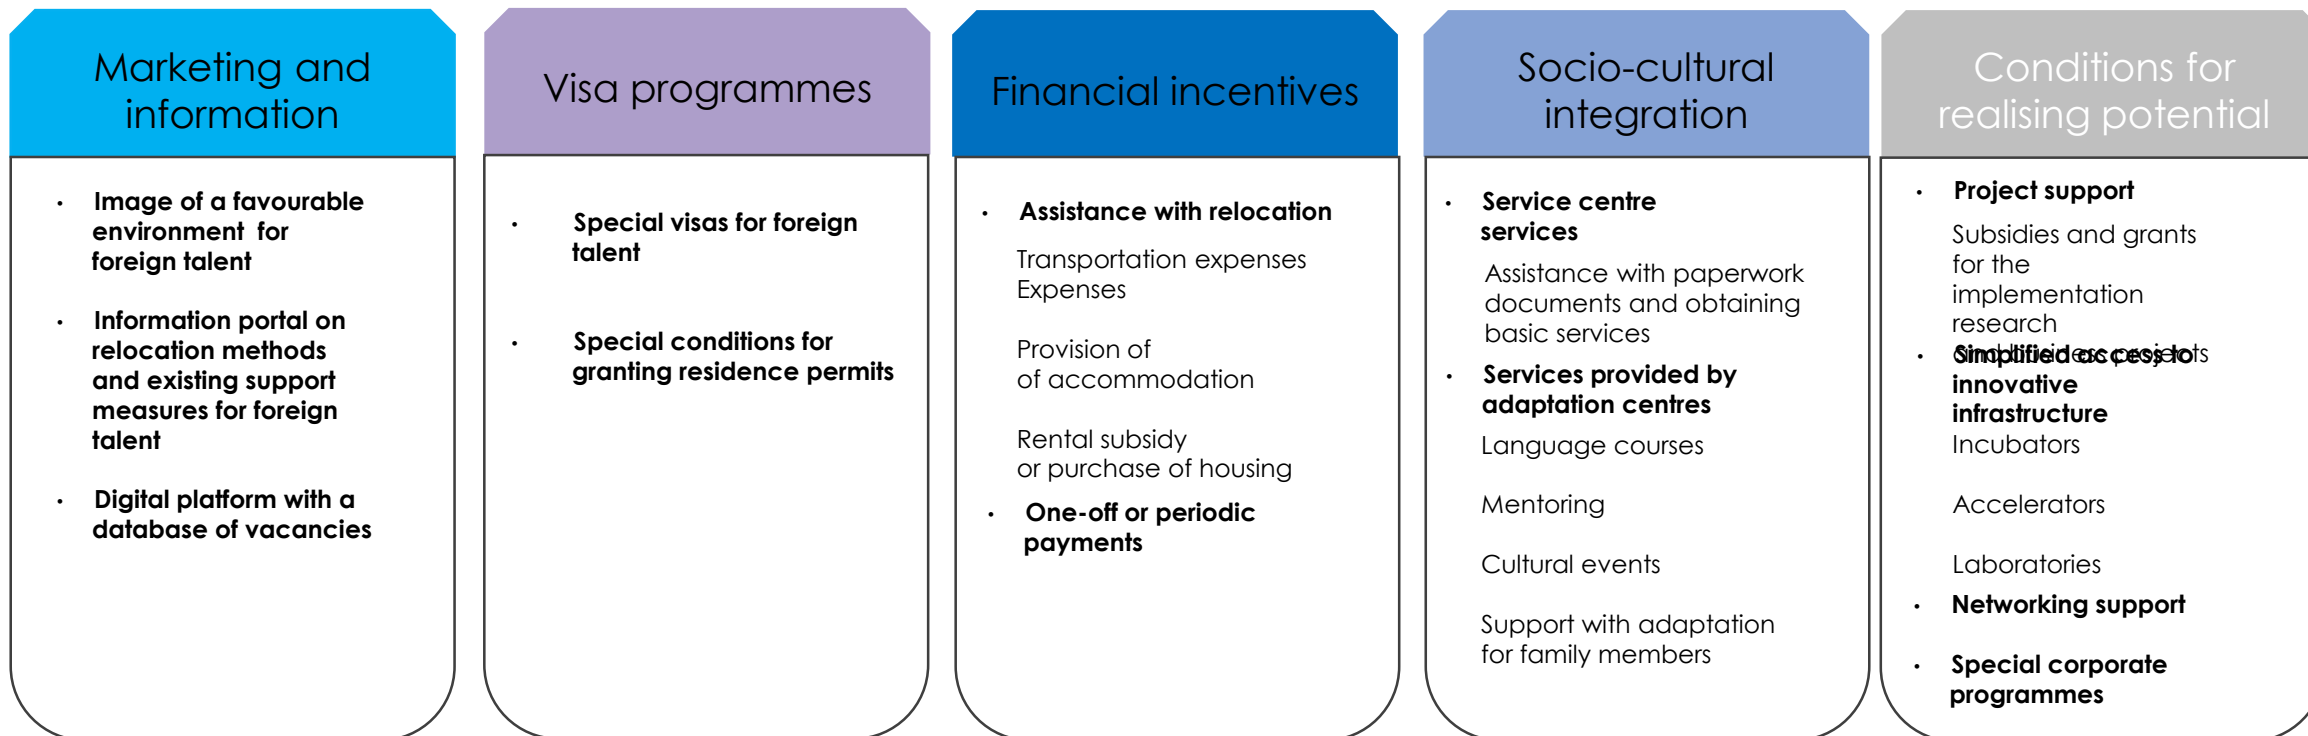 Marketing and
information
• Image of a favourable
environment for
foreign talent
• Information portal on
relocation methods
and existing support
measures for foreign
talent
• Digital platform with a
database of vacancies
Visa programmes
• Special visas for foreign
talent
• Special conditions for
granting residence permits
Financial incentives
• Assistance with relocation
Transportation expenses
Expenses
Provision of
of accommodation
Rental subsidy
or purchase of housing
• One-off or periodic
payments
Socio-cultural
integration
• Service centre
services
Assistance with paperwork
documents and obtaining
basic services
• Services provided by
adaptation centres
Language courses
Mentoring
Cultural events
Support with adaptation
for family members
Conditions for
realising potential
• Project support
Subsidies and grants
for the
implementation
research
and business projects
• Simplified access to
innovative
infrastructure
Incubators
Accelerators
Laboratories
• Networking support
• Special corporate
programmes